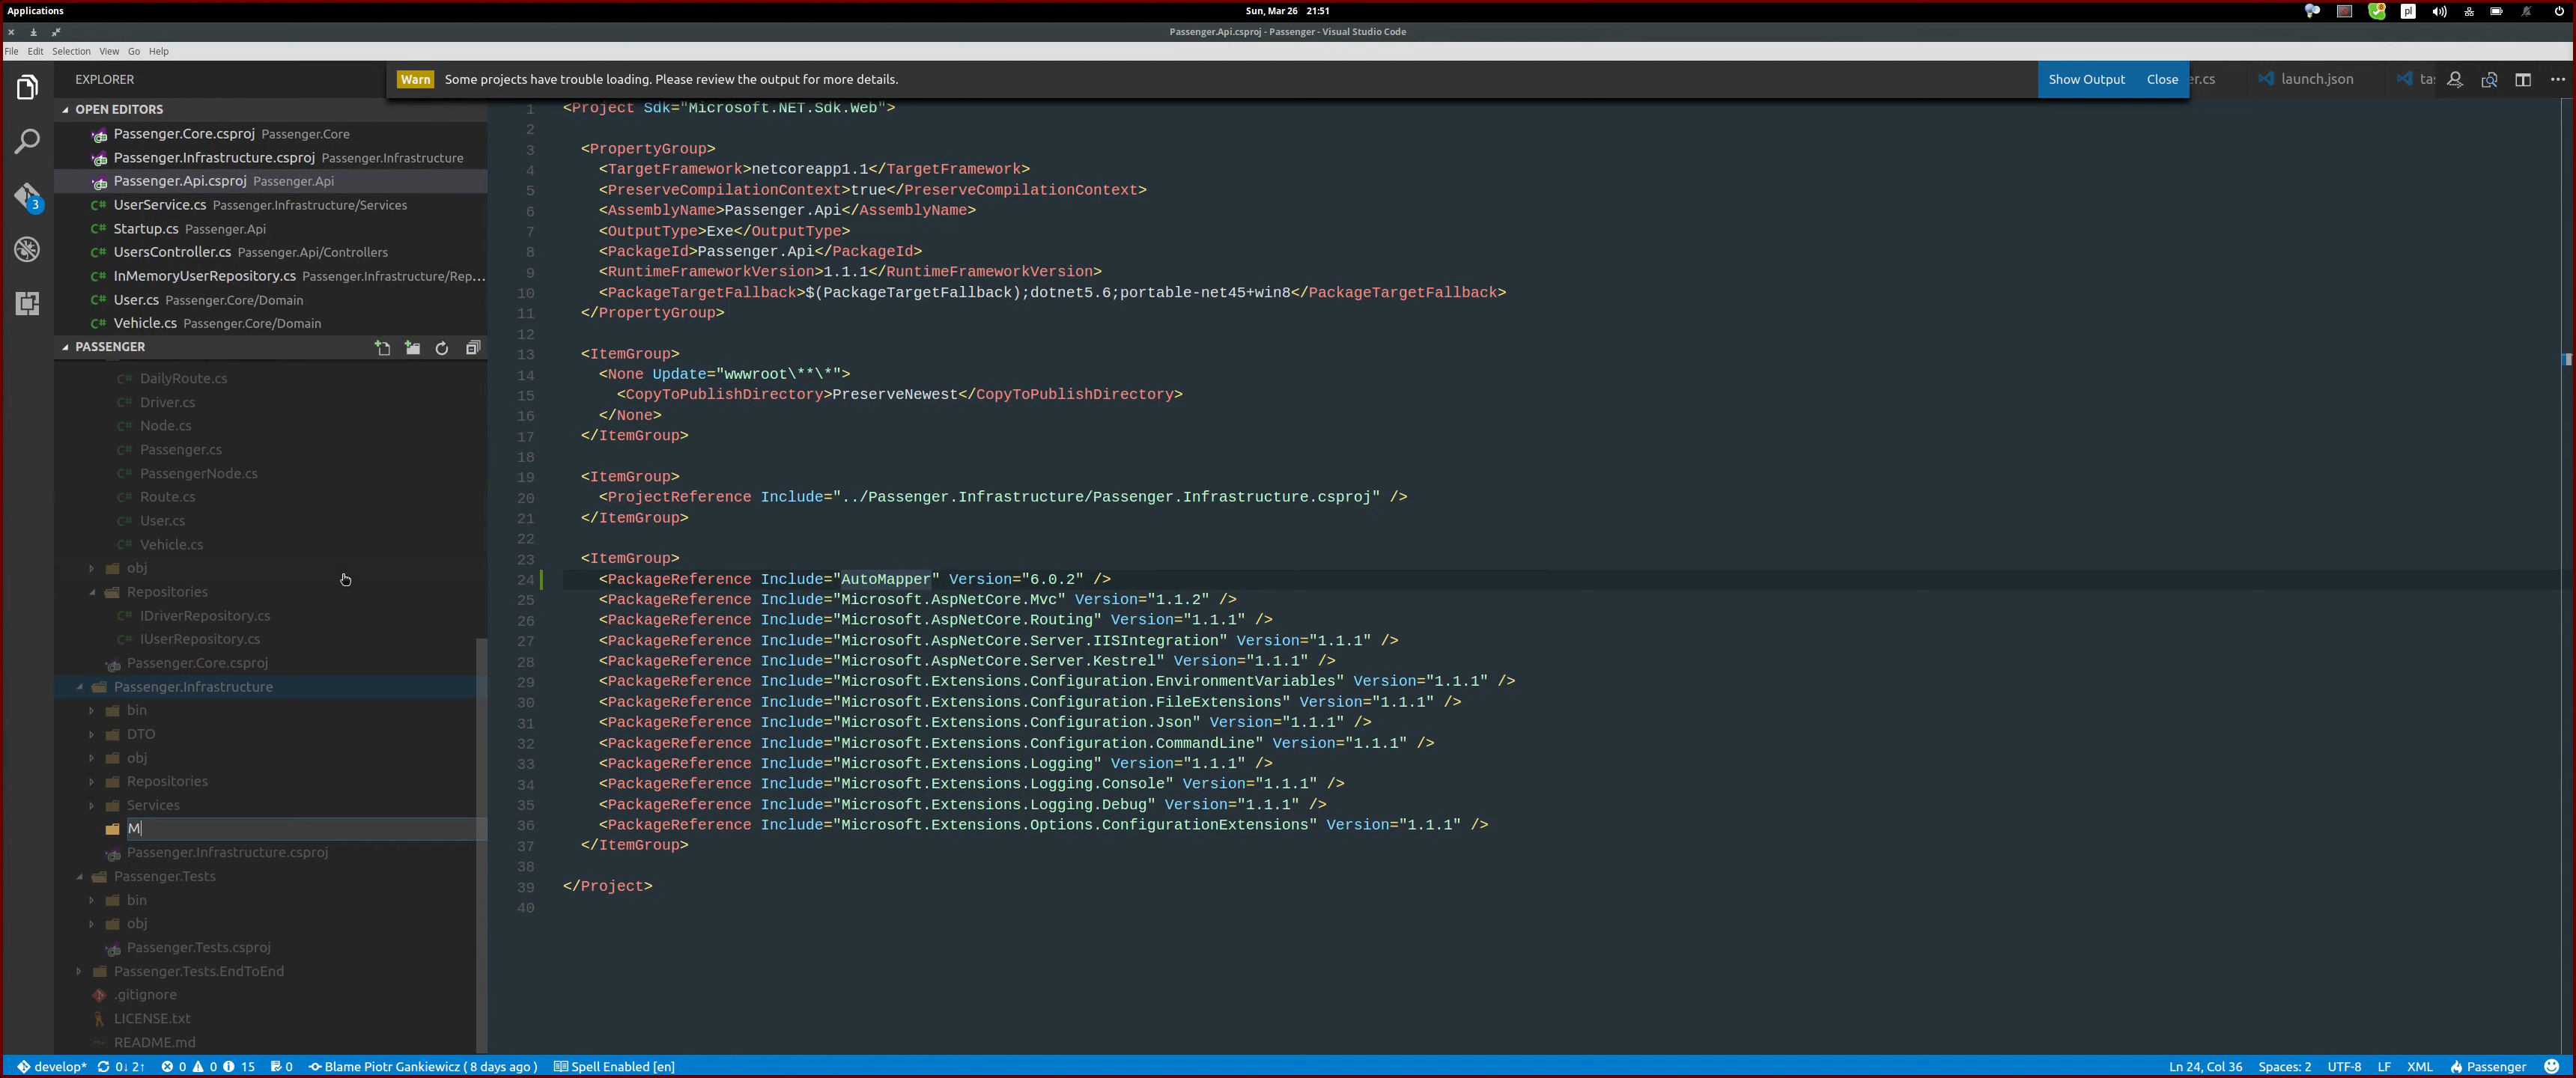 Applications
Sun, Mar 26 21:51
pl
Passenger.Api.csproj - Passenger - Visual Studio Code
File Edit Selection View Go Help
EXPLORER
Warn Some projects have trouble loading. Please review the output for more details.
Show Output Close
er.cs
launch.json
OPEN EDITORS
Passenger.Core.csproj Passenger.Core
Passenger.Infrastructure.csproj Passenger.Infrastructure
Passenger.Api.csproj Passenger.Api
UserService.cs Passenger.Infrastructure/Services
Startup.cs Passenger.Api
UsersController.cs Passenger.Api/Controllers
InMemoryUserRepository.cs Passenger.Infrastructure/Rep...
User.cs Passenger.Core/Domain
Vehicle.cs Passenger.Core/Domain
3
PASSENGER
DailyRoute.cs
Driver.cs
Node.cs
Passenger.cs
PassengerNode.cs
Route.cs
User.cs
Vehicle.cs
obj
Repositories
IDriverRepository.cs
IUserRepository.cs
Passenger.Core.csproj
Passenger.Infrastructure
bin
DTO
obj
Repositories
Services
M
Passenger.Infrastructure.csproj
Passenger.Tests
bin
obj
Passenger.Tests.csproj
Passenger.Tests.EndToEnd
.gitignore
LICENSE.txt
README.md
1 <Project Sdk="Microsoft.NET.Sdk.Web">
2
3 <PropertyGroup>
4 <TargetFramework>netcoreapp1.1</TargetFramework>
5 <PreserveCompilationContext>true</PreserveCompilationContext>
6 <AssemblyName>Passenger.Api</AssemblyName>
7 <OutputType>Exe</OutputType>
8 <PackageId>Passenger.Api</PackageId>
9 <RuntimeFrameworkVersion>1.1.1</RuntimeFrameworkVersion>
10 <PackageTargetFallback>$(PackageTargetFallback);dotnet5.6;portable-net45+win8</PackageTargetFallback>
11 </PropertyGroup>
12
13 <ItemGroup>
14 <None Update="wwwroot\**\*">
15 <CopyToPublishDirectory>PreserveNewest</CopyToPublishDirectory>
16 </None>
17 </ItemGroup>
18
19 <ItemGroup>
20 <ProjectReference Include="../Passenger.Infrastructure/Passenger.Infrastructure.csproj" />
21 </ItemGroup>
22
23 <ItemGroup>
24 <PackageReference Include="AutoMapper" Version="6.0.2" />
25 <PackageReference Include="Microsoft.AspNetCore.Mvc" Version="1.1.2" />
26 <PackageReference Include="Microsoft.AspNetCore.Routing" Version="1.1.1" />
27 <PackageReference Include="Microsoft.AspNetCore.Server.IISIntegration" Version="1.1.1" />
28 <PackageReference Include="Microsoft.AspNetCore.Server.Kestrel" Version="1.1.1" />
29 <PackageReference Include="Microsoft.Extensions.Configuration.EnvironmentVariables" Version="1.1.1" />
30 <PackageReference Include="Microsoft.Extensions.Configuration.FileExtensions" Version="1.1.1" />
31 <PackageReference Include="Microsoft.Extensions.Configuration.Json" Version="1.1.1" />
32 <PackageReference Include="Microsoft.Extensions.Configuration.CommandLine" Version="1.1.1" />
33 <PackageReference Include="Microsoft.Extensions.Logging" Version="1.1.1" />
34 <PackageReference Include="Microsoft.Extensions.Logging.Console" Version="1.1.1" />
35 <PackageReference Include="Microsoft.Extensions.Logging.Debug" Version="1.1.1" />
36 <PackageReference Include="Microsoft.Extensions.Options.ConfigurationExtensions" Version="1.1.1" />
37 </ItemGroup>
38
39 </Project>
40
develop* 0↓ 2↑ 0 0 15 0 Blame Piotr Gankiewicz ( 8 days ago ) Spell Enabled [en]
Ln 24, Col 36 Spaces: 2 UTF-8 LF XML Passenger